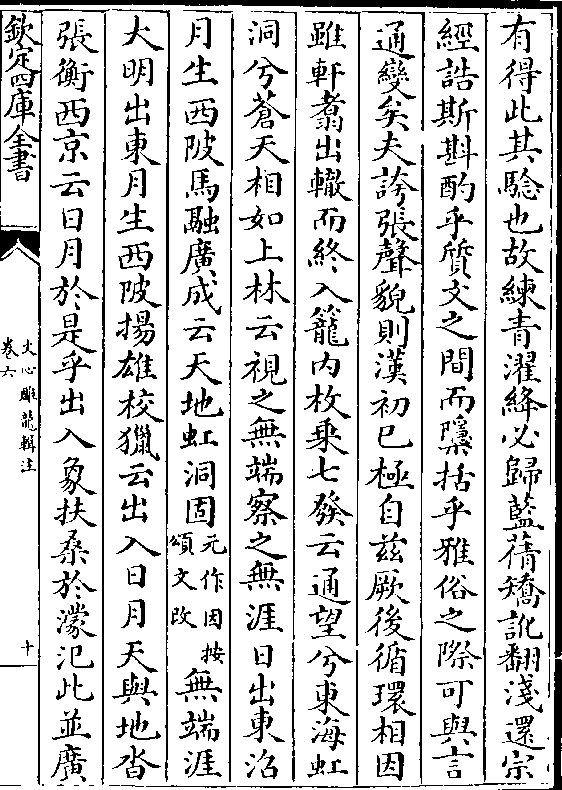 有得此其驗也故練青濯絳必歸藍蒨矯訛翻淺還宗
經誥斯斟酌乎質文之間而隱括乎雅俗之際可與言
通變矣夫誇張聲貌則漢初已極自兹厥後循環相因
雖軒翥出轍而終入籠内枚乗七發云通望兮東海虹
洞兮蒼天相如上林云視之無端察之無涯日出東沼
月生西陂馬融廣成云天地虹洞固元作因按頌文改無端涯
大明出東月生西陂揚雄校獵云出入日月天與地沓
張衡西京云日月於是乎出入象扶桑於濛汜此並廣
欽定四庫全書
文心雕龍輯注
卷六
十